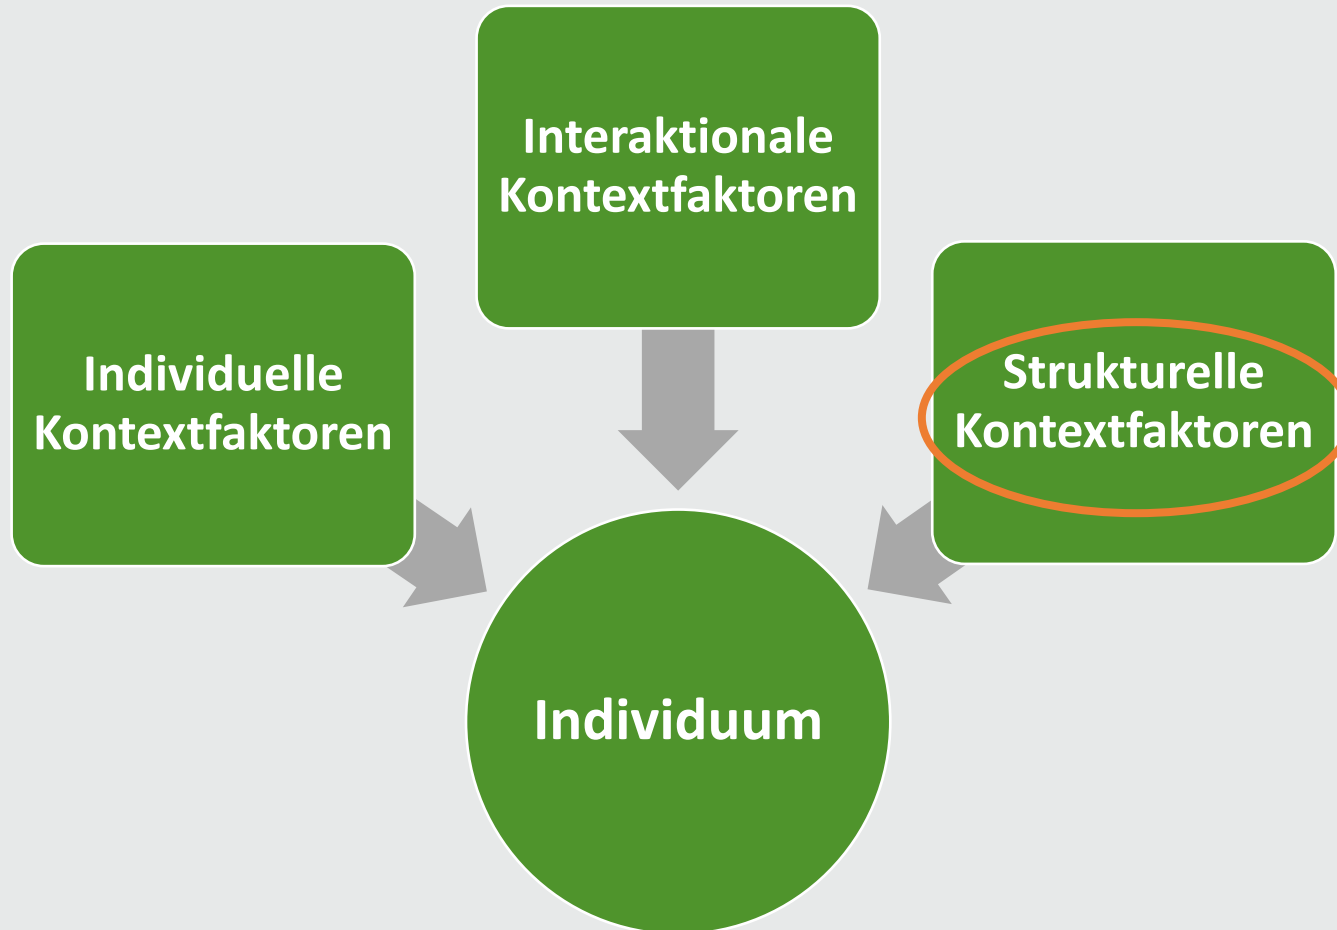 Interaktionale
Kontextfaktoren
Individuelle
Kontextfaktoren
Strukturelle
Kontextfaktoren
Individuum